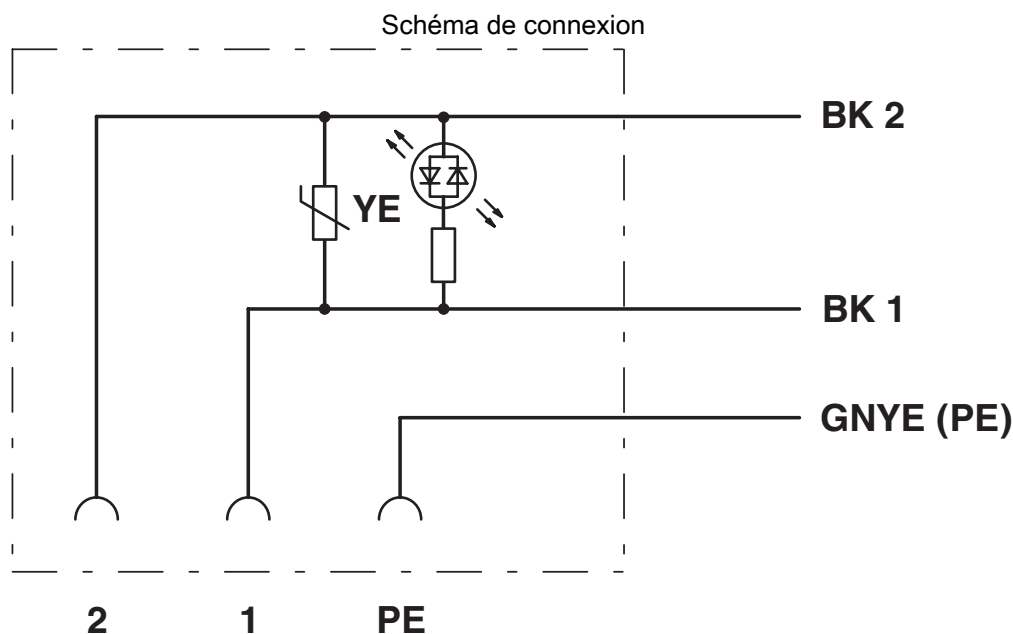 Schéma de connexion
BK 2
YE
BK 1
GNYE (PE)
2 1 PE